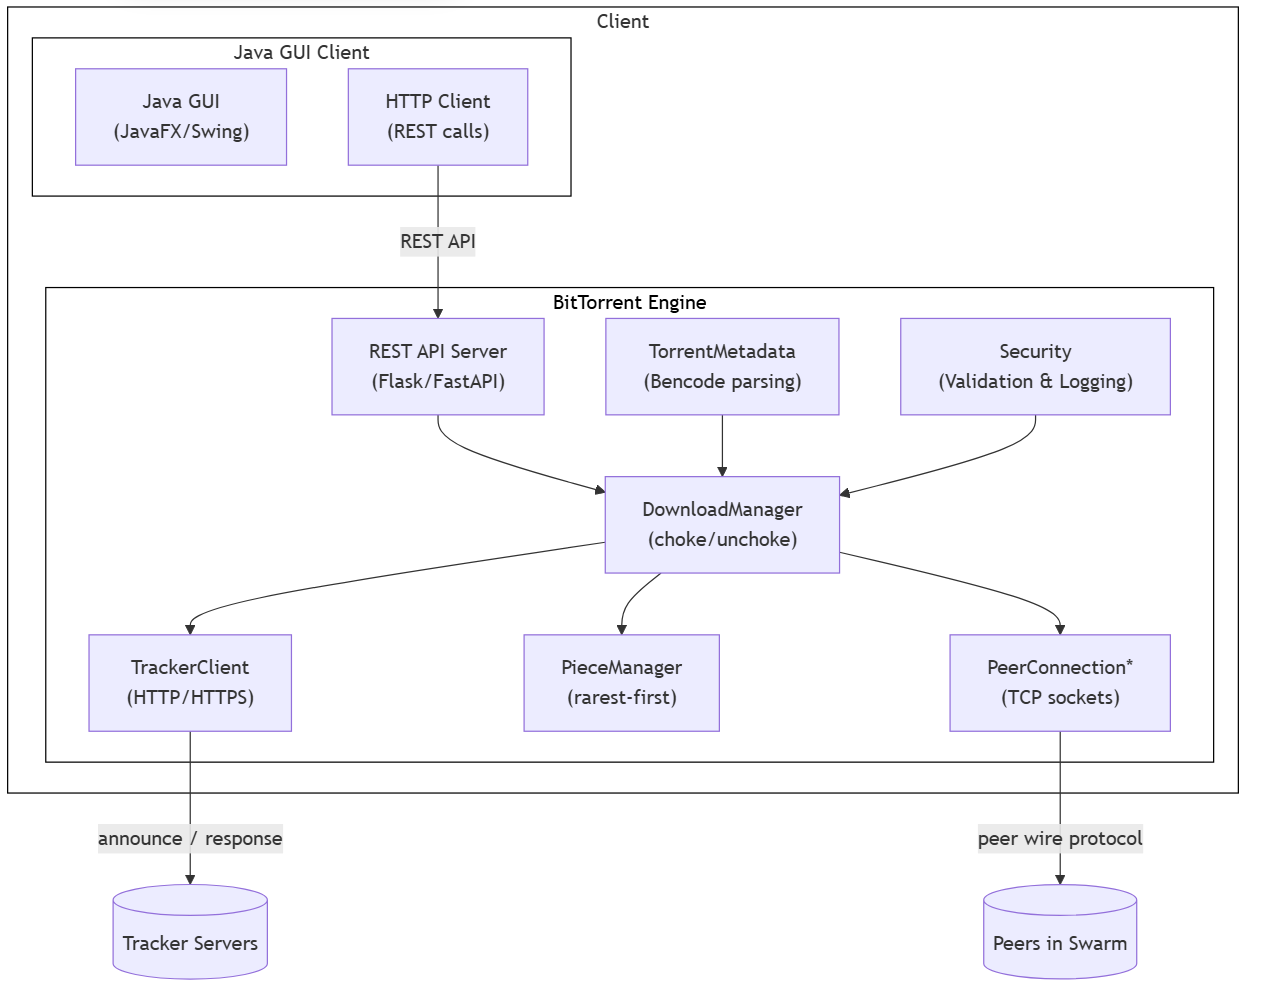 Client
Java GUI Client
Java GUI
(JavaFX/Swing)
HTTP Client
(REST calls)
REST API
BitTorrent Engine
REST API Server
(Flask/FastAPI)
TorrentMetadata
(Bencode parsing)
Security
(Validation & Logging)
DownloadManager
(choke/unchoke)
TrackerClient
(HTTP/HTTPS)
PieceManager
(rarest-first)
PeerConnection*
(TCP sockets)
announce / response
peer wire protocol
Tracker Servers
Peers in Swarm